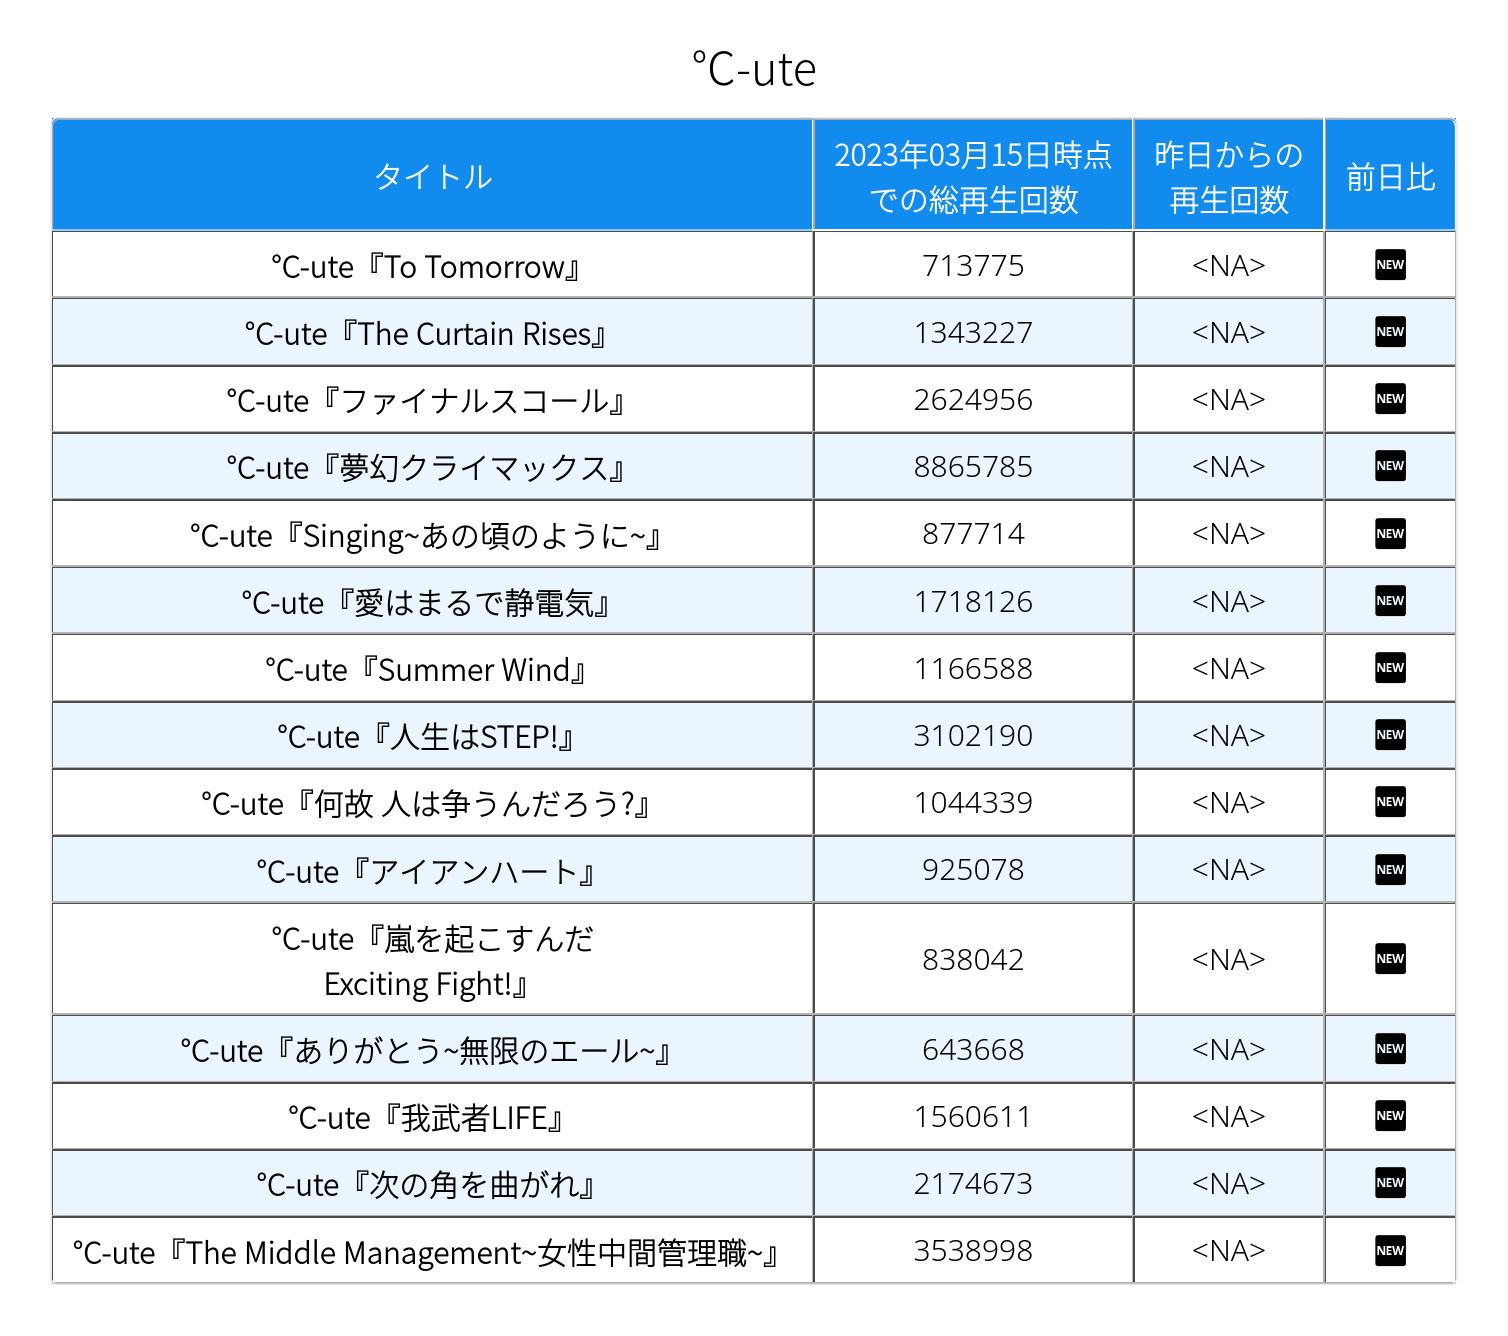 ℃-ute
タイトル
2023年03月15日時点
での総再生回数
昨日からの
再生回数
前日比
℃-ute『To Tomorrow』 713775 <NA> NEW
℃-ute『The Curtain Rises』 1343227 <NA> NEW
℃-ute『ファイナルスコール』 2624956 <NA> NEW
℃-ute『夢幻クライマックス』 8865785 <NA> NEW
℃-ute『Singing~あの頃のように~』 877714 <NA> NEW
℃-ute『愛はまるで静電気』 1718126 <NA> NEW
℃-ute『Summer Wind』 1166588 <NA> NEW
℃-ute『人生はSTEP!』 3102190 <NA> NEW
℃-ute『何故 人は争うんだろう?』 1044339 <NA> NEW
℃-ute『アイアンハート』 925078 <NA> NEW
℃-ute『嵐を起こすんだ
Exciting Fight!』 838042 <NA> NEW
℃-ute『ありがとう~無限のエール~』 643668 <NA> NEW
℃-ute『我武者LIFE』 1560611 <NA> NEW
℃-ute『次の角を曲がれ』 2174673 <NA> NEW
℃-ute『The Middle Management~女性中間管理職~』 3538998 <NA> NEW